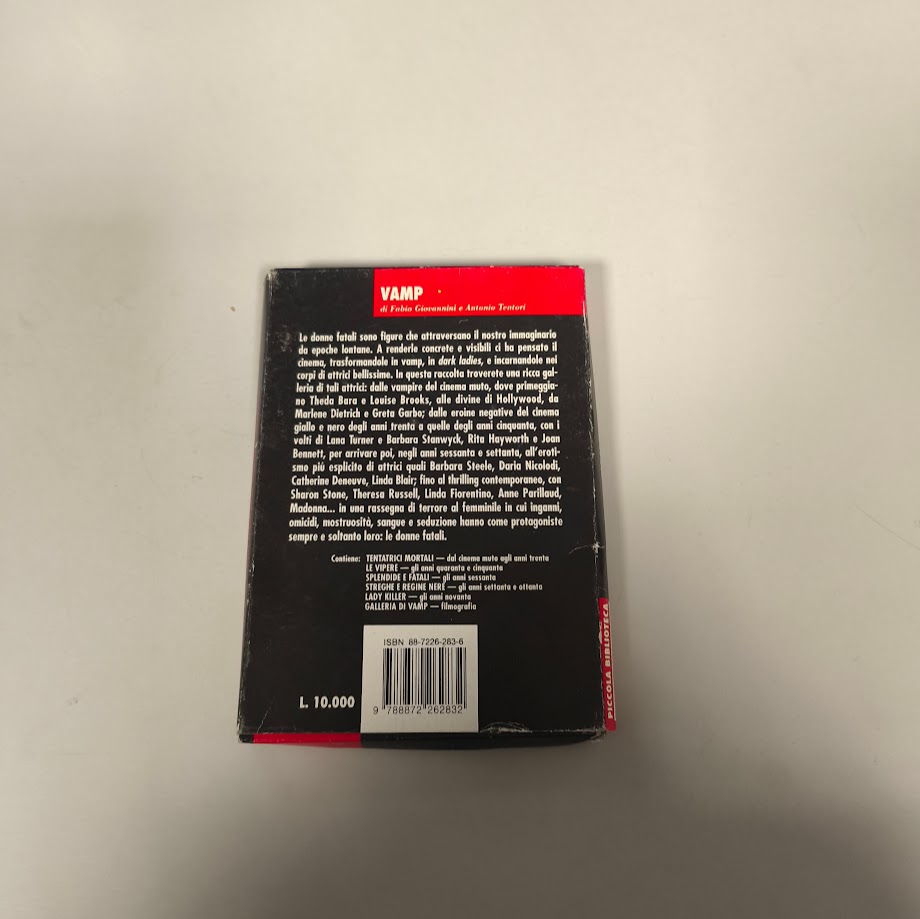 VAMP
di Fabio Giovannini e Antonio Tentori
Le donne fatali sono figure che attraversano il nostro immaginario
da epoche lontane. A renderle concrete e visibili ci ha pensato il
cinema, trasformandole in vamp, in dark ladies, e incarnandole nei
corpi di attrici bellissime. In questa raccolta troverete una ricca gal-
leria di tali attrici: dalle vampire del cinema muto, dove primeggia-
no Theda Bara e Louise Brooks, alle divine di Hollywood, da
Marlene Dietrich e Greta Garbo; dalle eroine negative del cinema
giallo e nero degli anni trenta a quelle degli anni cinquanta, con i
volti di Lana Turner e Barbara Stanwyck, Rita Hayworth e Joan
Bennett, per arrivare poi, negli anni sessanta e settanta, all'eroti-
smo piú esplicito di attrici quali Barbara Steele, Daria Nicolodi,
Catherine Deneuve, Linda Blair; fino al thrilling contemporaneo, con
Sharon Stone, Theresa Russell, Linda Fiorentino, Anne Parillaud,
Madonna... in una rassegna di terrore al femminile in cui inganni,
omicidi, mostruosità, sangue e seduzione hanno come protagoniste
sempre e soltanto loro: le donne fatali.
Contiene: TENTATRICI MORTALI — dal cinema muto agli anni trenta
LE VIPERE — gli anni quaranta e cinquanta
SPLENDIDE E FATALI — gli anni sessanta
STREGHE E REGINE NERE — gli anni settanta e ottanta
LADY KILLER — gli anni novanta
GALLERIA DI VAMP — filmografia
ISBN 88-7226-283-6
L. 10.000
9 788872 262832
PICCOLA BIBLIOTECA